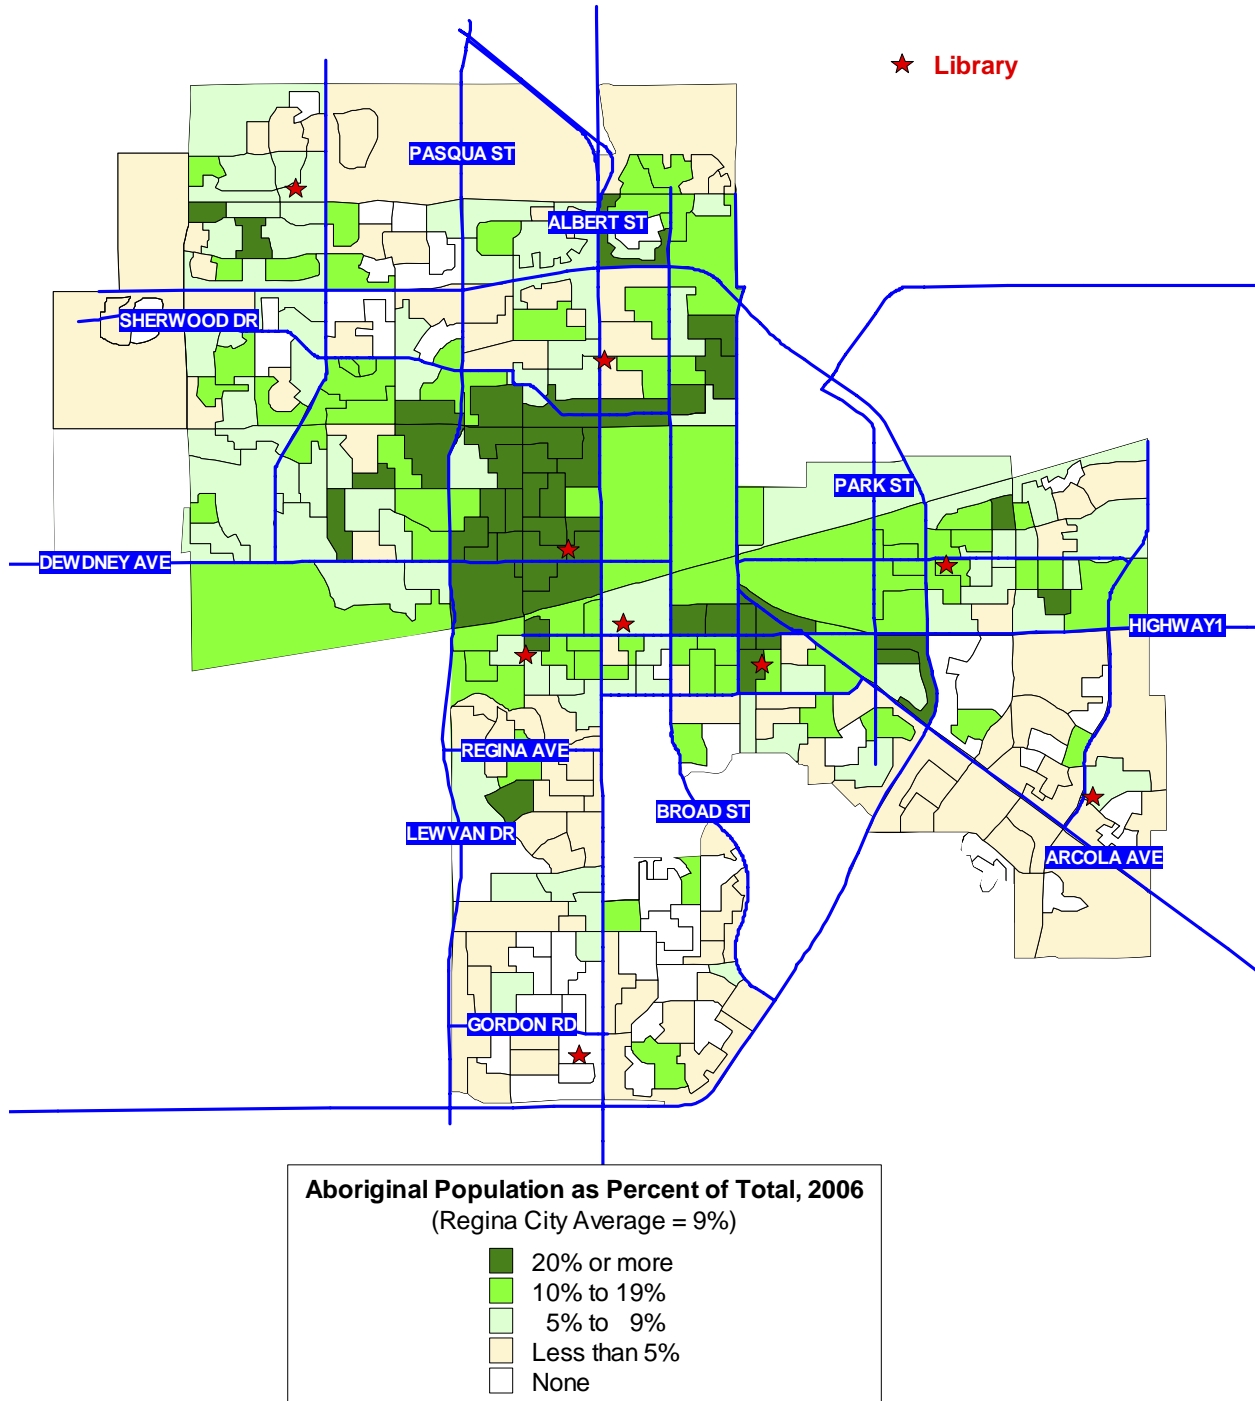 Library
PASQUA ST
ALBERT ST
SHERWOOD DR
PARK ST
DEWDNEY AVE
HIGHWAY1
REGINA AVE
BROAD ST
LEWVAN DR
ARCOLA AVE
GORDON RD
Aboriginal Population as Percent of Total, 2006
(Regina City Average = 9%)
20% or more
10% to 19%
5% to 9%
Less than 5%
None